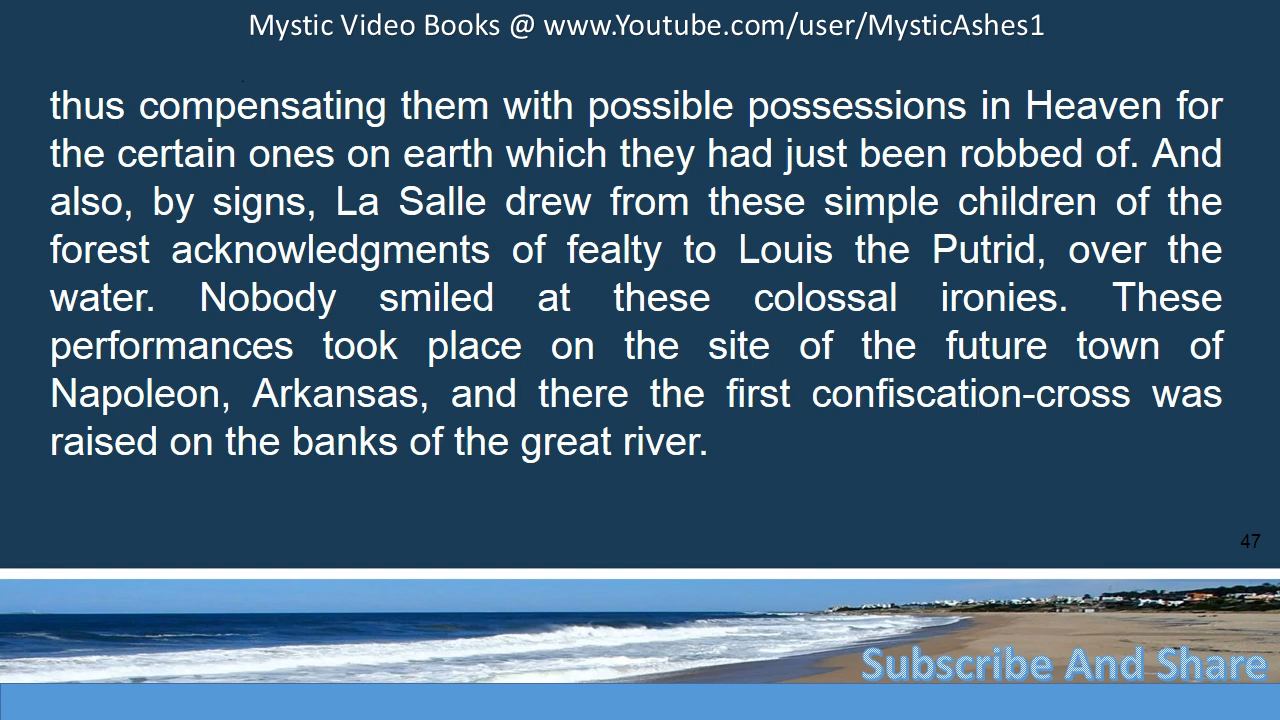 Mystic Video Books @ www.Youtube.com/user/MysticAshes1
thus compensating them with possible possessions in Heaven for
the certain ones on earth which they had just been robbed of. And
also, by signs, La Salle drew from these simple children of the
forest acknowledgments of fealty to Louis the Putrid, over the
water. Nobody smiled at these colossal ironies. These
performances took place on the site of the future town of
Napoleon, Arkansas, and there the first confiscation-cross was
raised on the banks of the great river.
47
Subscribe And Share